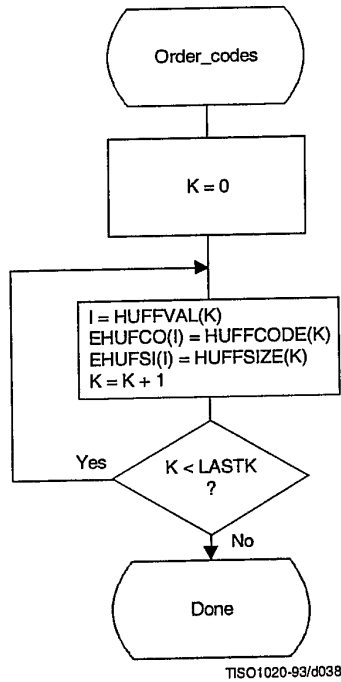 Order_codes
K = 0
I = HUFFVAL(K)
EHUFCO(I) = HUFFCODE(K)
EHUFSI(I) = HUFFSIZE(K)
K = K + 1
Yes
K < LASTK
?
No
Done
TISO1020-93/d038